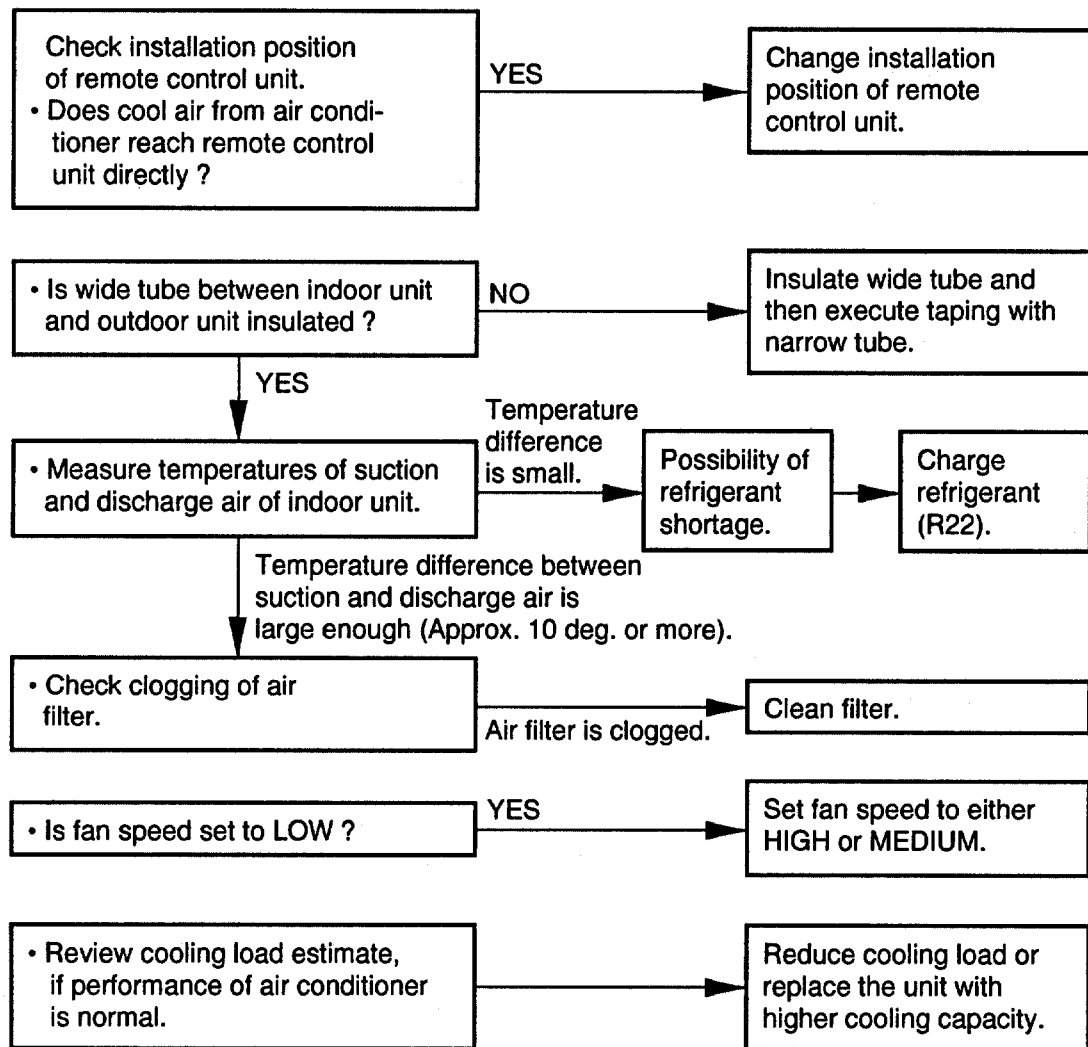 Check installation position
of remote control unit.
• Does cool air from air condi-
tioner reach remote control
unit directly ?
YES
Change installation
position of remote
control unit.
• Is wide tube between indoor unit
and outdoor unit insulated ?
NO
Insulate wide tube and
then execute taping with
narrow tube.
YES
• Measure temperatures of suction
and discharge air of indoor unit.
Temperature
difference
is small.
Possibility of
refrigerant
shortage.
Charge
refrigerant
(R22).
Temperature difference between
suction and discharge air is
large enough (Approx. 10 deg. or more).
• Check clogging of air
filter.
Air filter is clogged.
Clean filter.
• Is fan speed set to LOW ?
YES
Set fan speed to either
HIGH or MEDIUM.
• Review cooling load estimate,
if performance of air conditioner
is normal.
Reduce cooling load or
replace the unit with
higher cooling capacity.